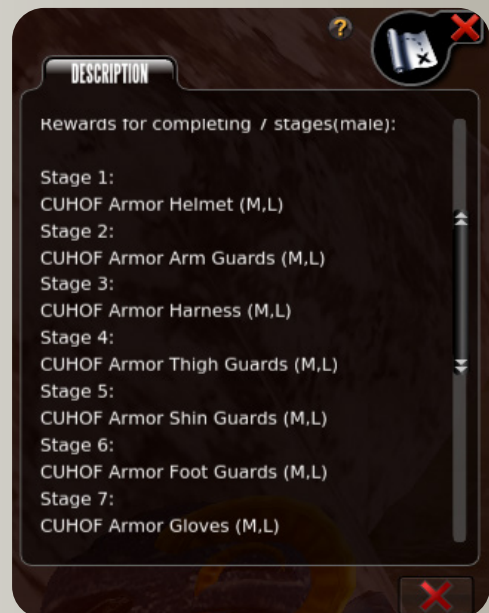 DESCRIPTION
Rewards for completing 7 stages(male):
Stage 1:
CUHOF Armor Helmet (M,L)
Stage 2:
CUHOF Armor Arm Guards (M,L)
Stage 3:
CUHOF Armor Harness (M,L)
Stage 4:
CUHOF Armor Thigh Guards (M,L)
Stage 5:
CUHOF Armor Shin Guards (M,L)
Stage 6:
CUHOF Armor Foot Guards (M,L)
Stage 7:
CUHOF Armor Gloves (M,L)